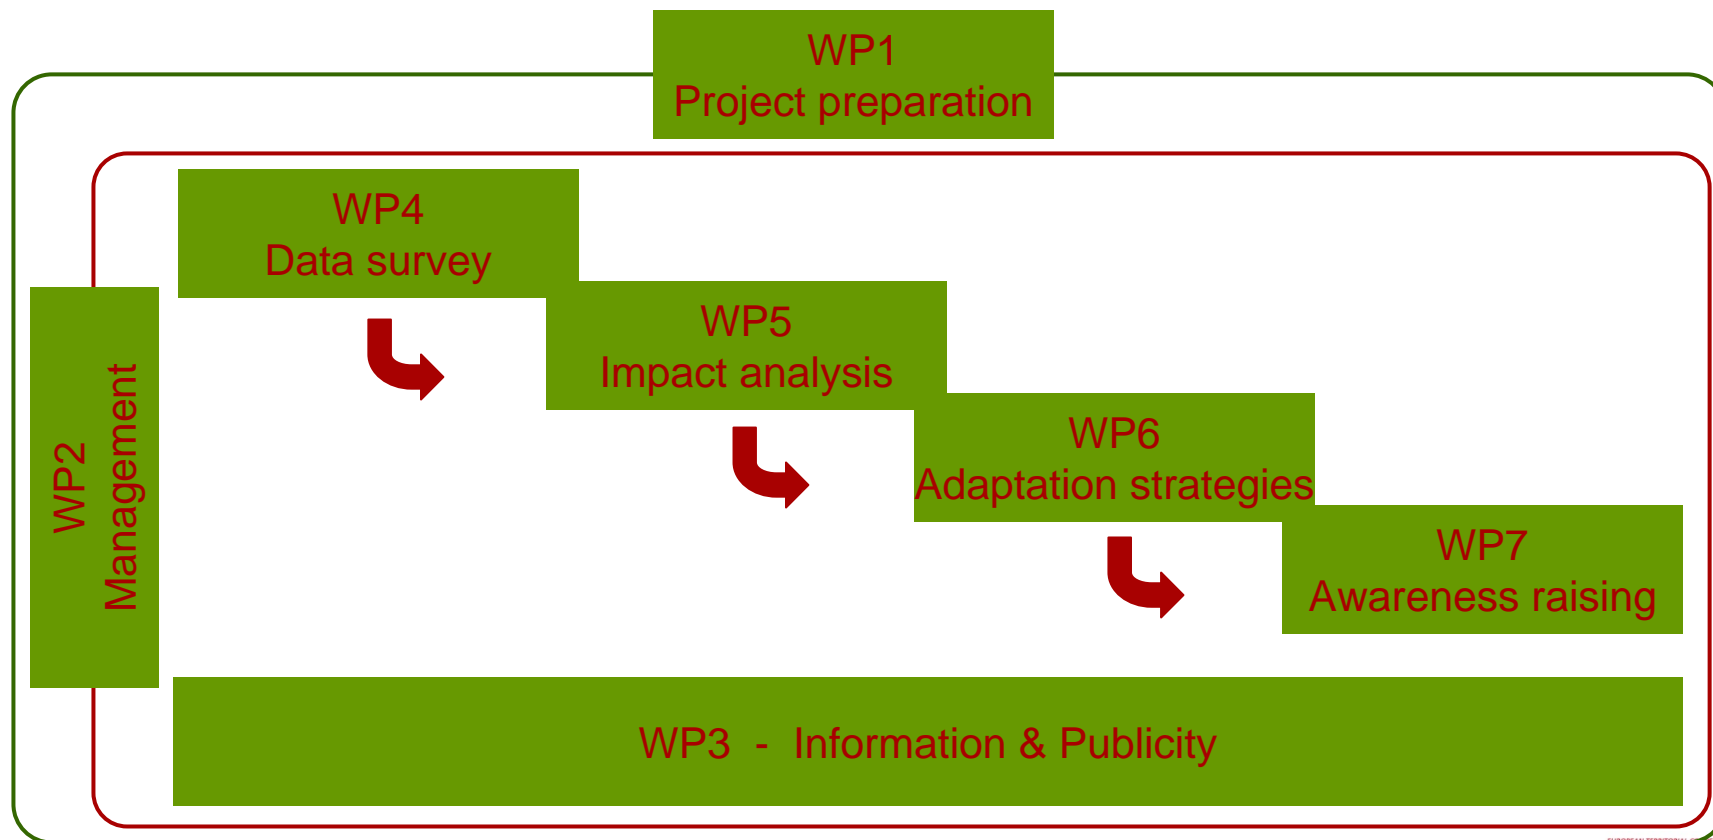 WP1
Project preparation
WP4
Data survey
WP5
Impact analysis
WP6
Adaptation strategies
WP7
Awareness raising
WP2
Management
WP3 - Information & Publicity